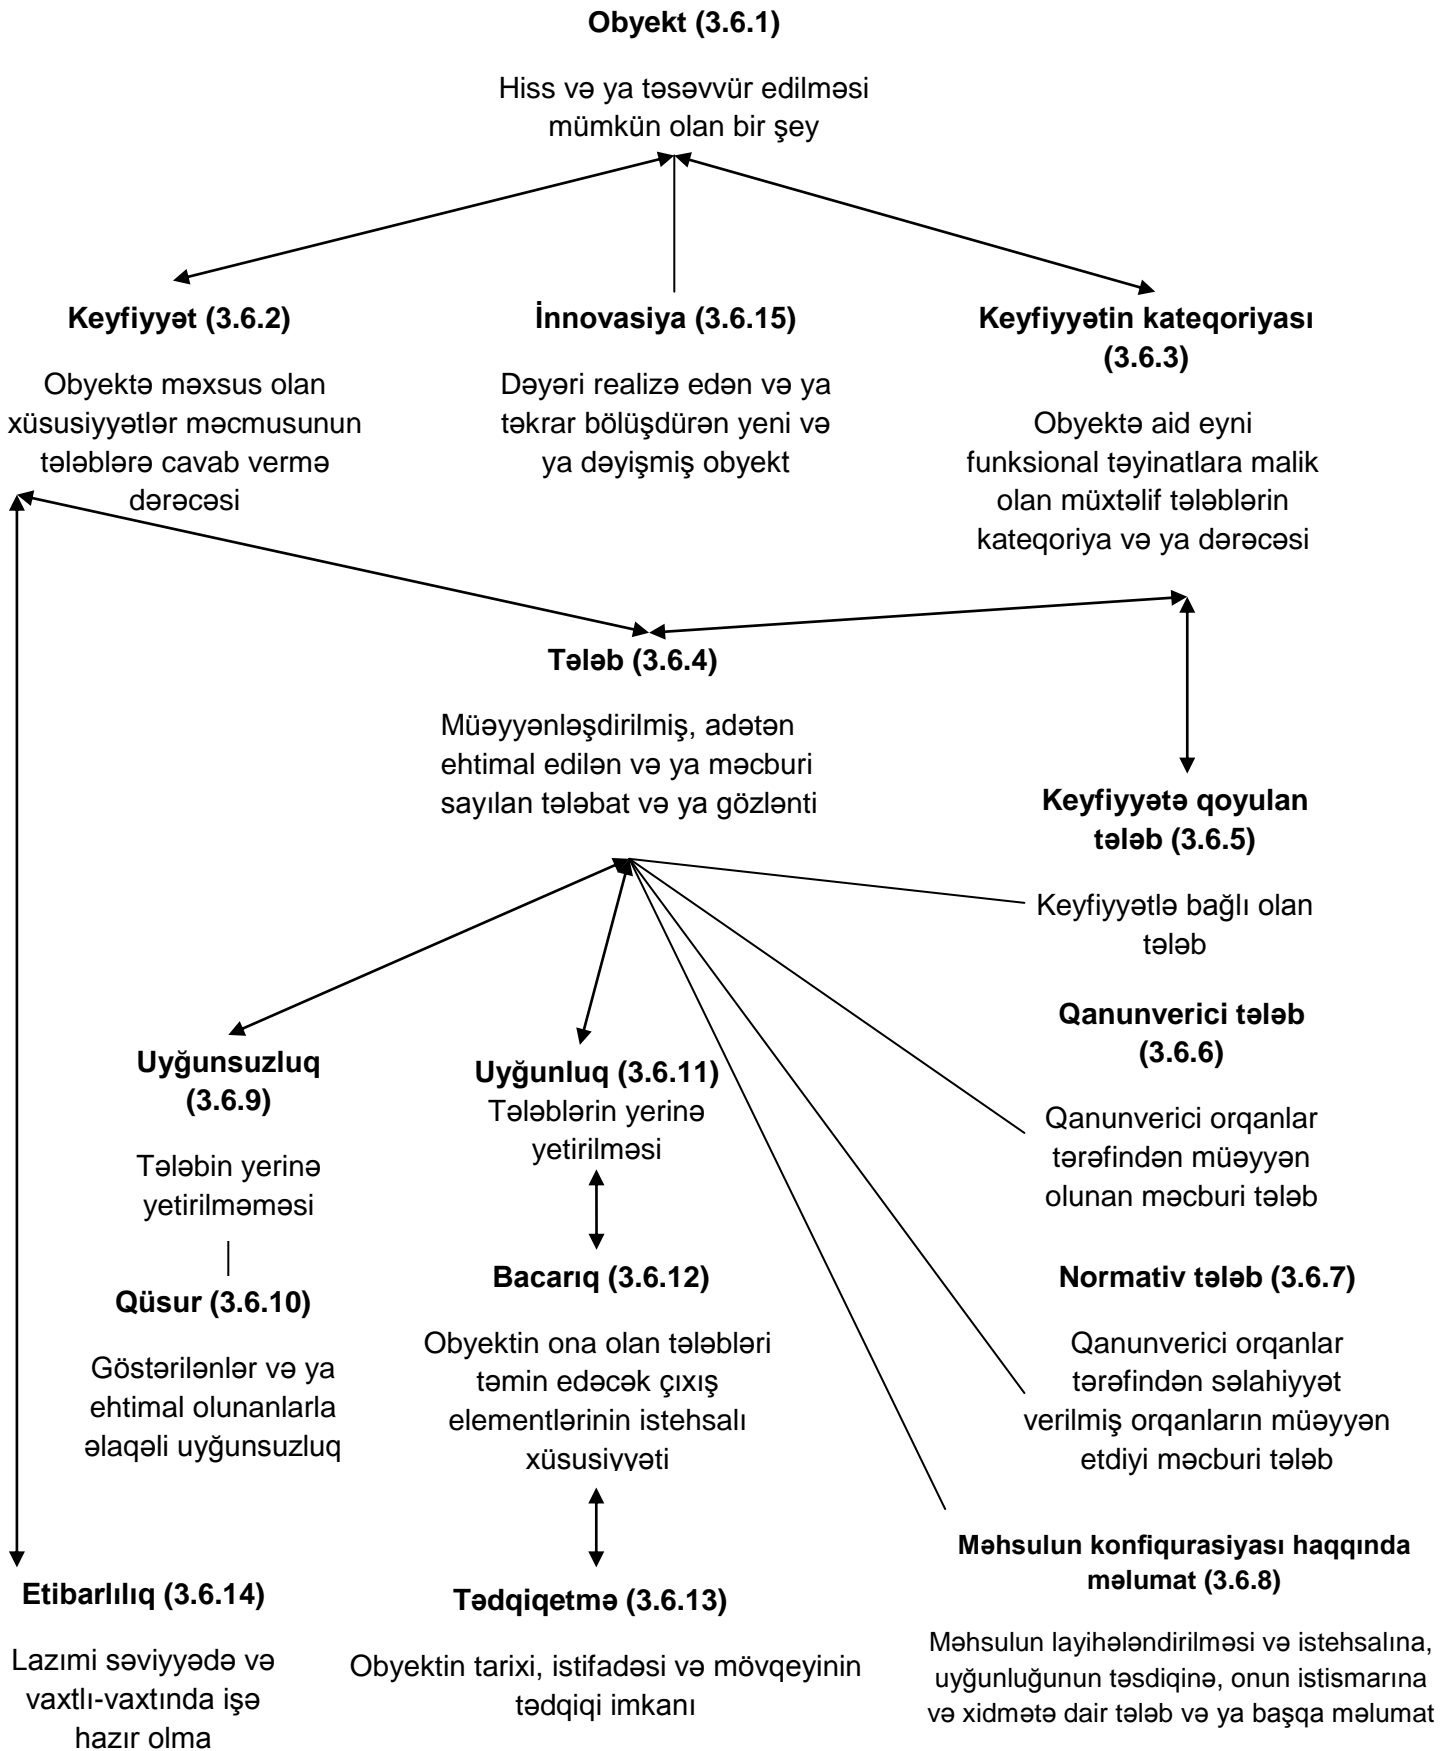 Obyekt (3.6.1)
Hiss və ya təsəvvür edilməsi
mümkün olan bir şey
Keyfiyyət (3.6.2)
Obyektə məxsus olan
xüsusiyyətlər məcmusunun
tələblərə cavab vermə
dərəcəsi
İnnovasiya (3.6.15)
Dəyəri realizə edən və ya
təkrar bölüşdürən yeni və
ya dəyişmiş obyekt
Keyfiyyətin kateqoriyası
(3.6.3)
Obyektə aid eyni
funksional təyinatlara malik
olan müxtəlif tələblərin
kateqoriya və ya dərəcəsi
Tələb (3.6.4)
Müəyyənləşdirilmiş, adətən
ehtimal edilən və ya məcburi
sayılan tələbat və ya gözlənti
Keyfiyyətə qoyulan
tələb (3.6.5)
Keyfiyyətlə bağlı olan
tələb
Qanunverici tələb
(3.6.6)
Qanunverici orqanlar
tərəfindən müəyyən
olunan məcburi tələb
Uyğunsuzluq
(3.6.9)
Tələbin yerinə
yetirilməməsi
Uyğunluq (3.6.11)
Tələblərin yerinə
yetirilməsi
Qüsur (3.6.10)
Göstərilənlər və ya
ehtimal olunanlarla
əlaqəli uyğunsuzluq
Bacarıq (3.6.12)
Obyektin ona olan tələbləri
təmin edəcək çıxış
elementlərinin istehsalı
xüsusiyyəti
Normativ tələb (3.6.7)
Qanunverici orqanlar
tərəfindən səlahiyyət
verilmiş orqanların müəyyən
etdiyi məcburi tələb
Etibarlılıq (3.6.14)
Lazımi səviyyədə və
vaxtlı-vaxtında işə
hazır olma
Tədqiqetmə (3.6.13)
Obyektin tarixi, istifadəsi və mövqeyinin
tədqiqi imkanı
Məhsulun konfiqurasiyası haqqında
məlumat (3.6.8)
Məhsulun layihələndirilməsi və istehsalına,
uyğunluğunun təsdiqinə, onun istismarına
və xidmətə dair tələb və ya başqa məlumat